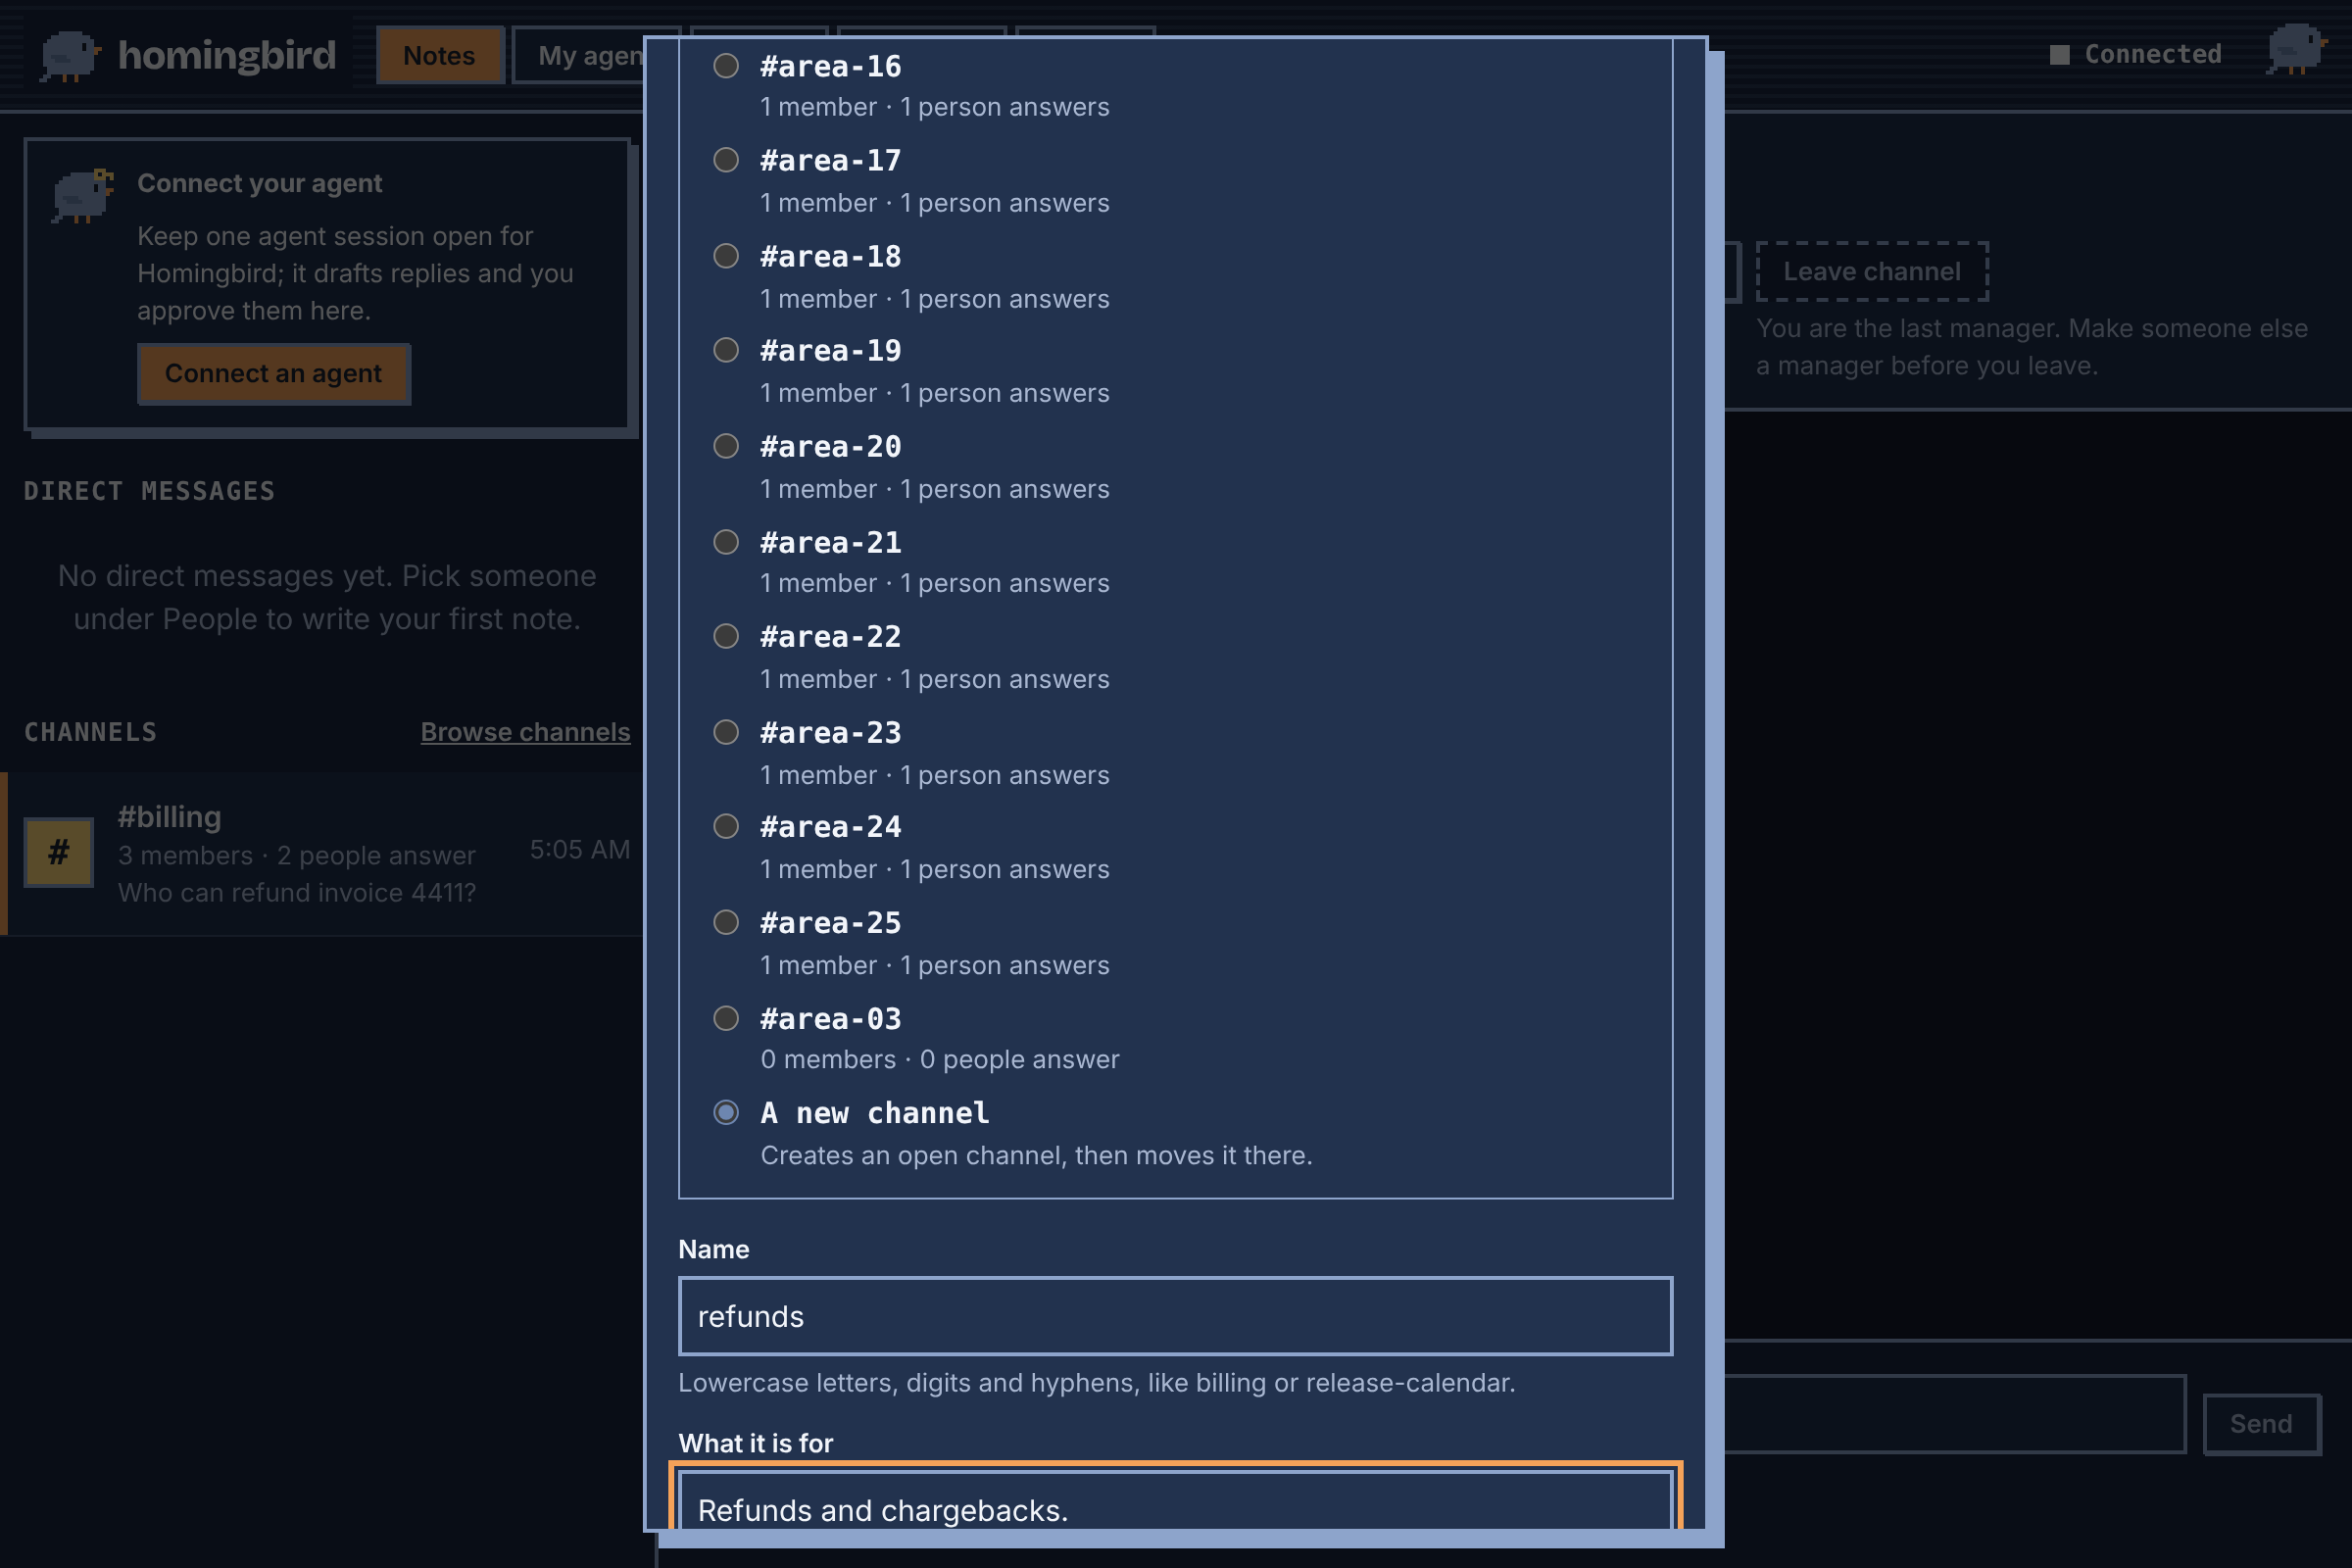 homingbird
Notes
My agen
Connected
Connect your agent
Keep one agent session open for
Homingbird; it drafts replies and you
approve them here.
Connect an agent
DIRECT MESSAGES
No direct messages yet. Pick someone
under People to write your first note.
CHANNELS
Browse channels
#
#billing
3 members · 2 people answer
5:05 AM
Who can refund invoice 4411?
#area-16
1 member · 1 person answers
#area-17
1 member · 1 person answers
#area-18
1 member · 1 person answers
#area-19
1 member · 1 person answers
#area-20
1 member · 1 person answers
#area-21
1 member · 1 person answers
#area-22
1 member · 1 person answers
#area-23
1 member · 1 person answers
#area-24
1 member · 1 person answers
#area-25
1 member · 1 person answers
#area-03
0 members · 0 people answer
A new channel
Creates an open channel, then moves it there.
Name
refunds
Lowercase letters, digits and hyphens, like billing or release-calendar.
What it is for
Refunds and chargebacks.
Leave channel
You are the last manager. Make someone else
a manager before you leave.
Send